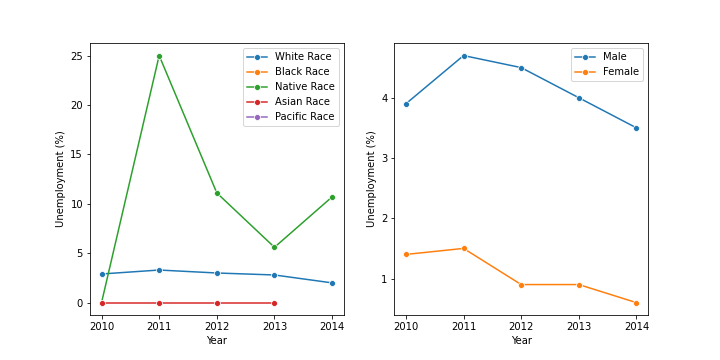 Unemployment (%)
25
20
15
10
5
0
White Race
Black Race
Native Race
Asian Race
Pacific Race
2010 2011 2012 2013 2014
Year
Unemployment (%)
4
3
2
1
Male
Female
2010 2011 2012 2013 2014
Year